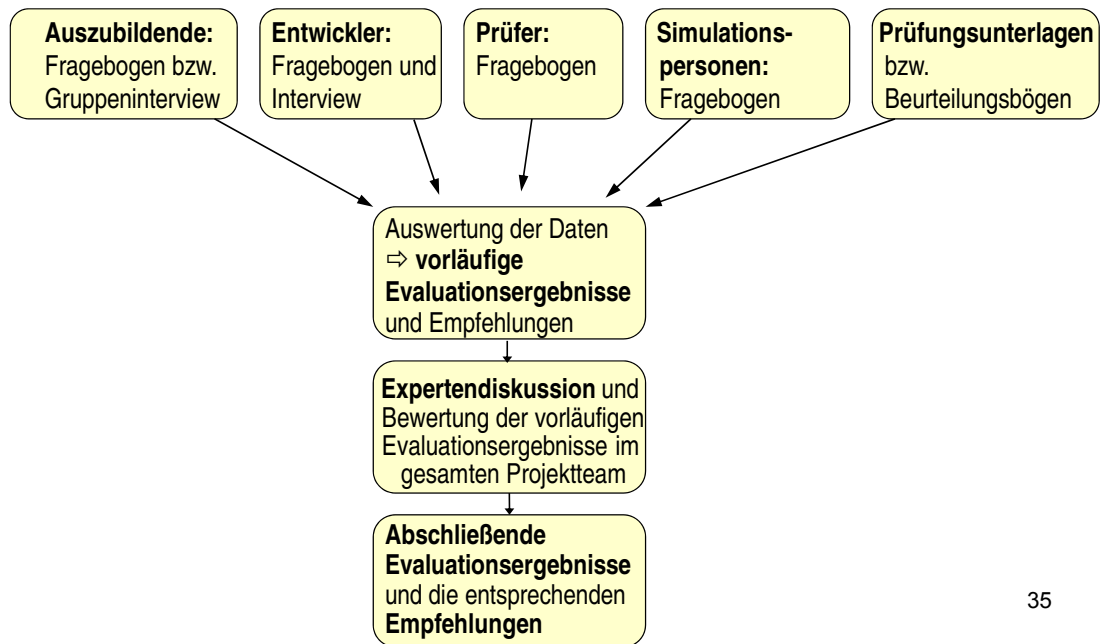 Auszubildende:
Fragebogen bzw.
Gruppeninterview
Entwickler:
Fragebogen und
Interview
Prüfer:
Fragebogen
Simulations-
personen:
Fragebogen
Prüfungsunterlagen
bzw.
Beurteilungsbögen
Auswertung der Daten
⇨ vorläufige
Evaluationsergebnisse
und Empfehlungen
Expertendiskussion und
Bewertung der vorläufigen
Evaluationsergebnisse im
gesamten Projektteam
Abschließende
Evaluationsergebnisse
und die entsprechenden
Empfehlungen
35